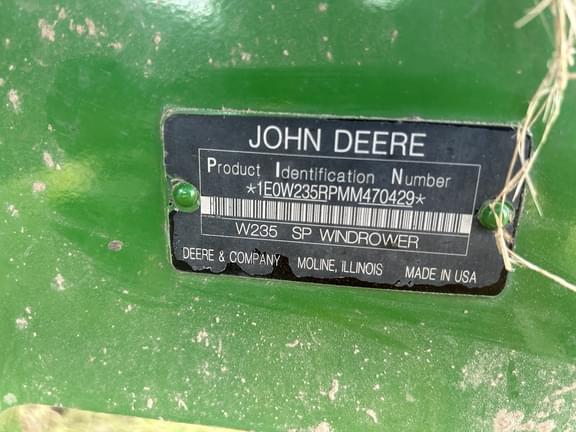 JOHN DEERE
Product Identification Number
*1E0W235RPMM470429*
W235 SP WINDROWER
DEERE & COMPANY MOLINE, ILLINOIS MADE IN USA